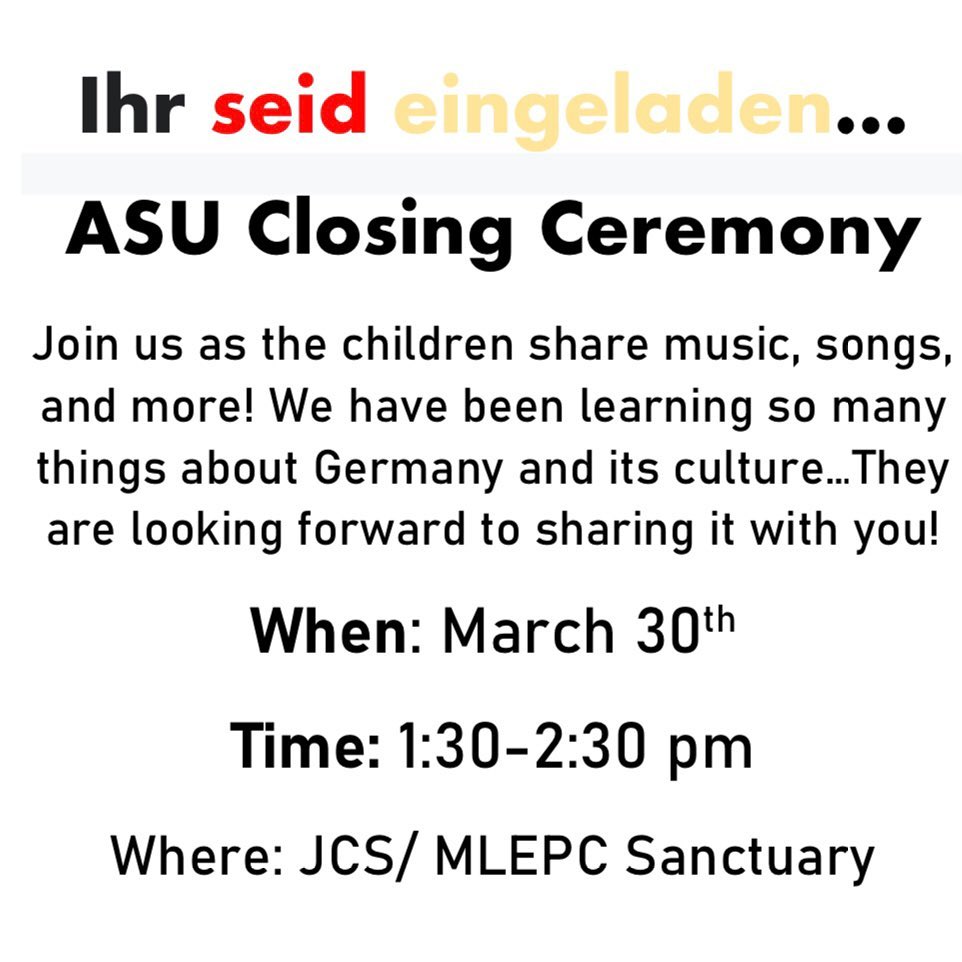 Ihr seid eingeladen...
ASU Closing Ceremony
Join us as the children share music, songs,
and more! We have been learning so many
things about Germany and its culture...They
are looking forward to sharing it with you!
When: March 30th
Time: 1:30-2:30 pm
Where: JCS/ MLEPC Sanctuary